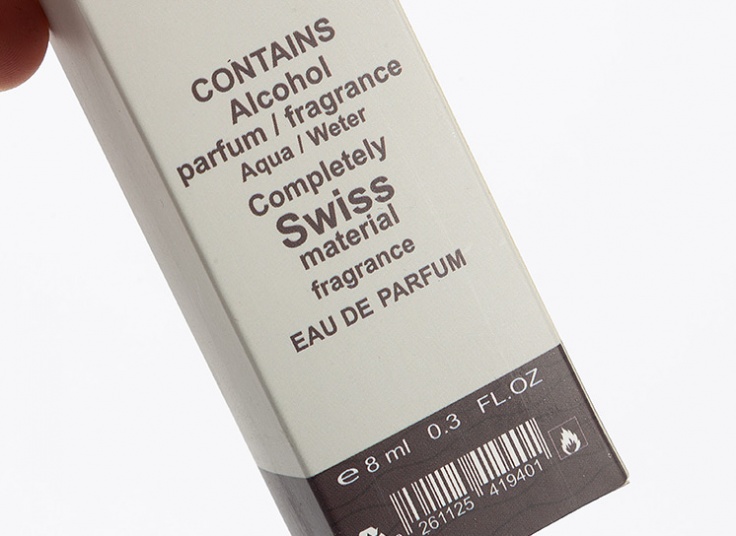 CONTAINS
Alcohol
parfum / fragrance
Aqua / Weter
Completely
Swiss
material
fragrance
EAU DE PARFUM
℮ 8 ml 0.3 FL.OZ
261125 419401